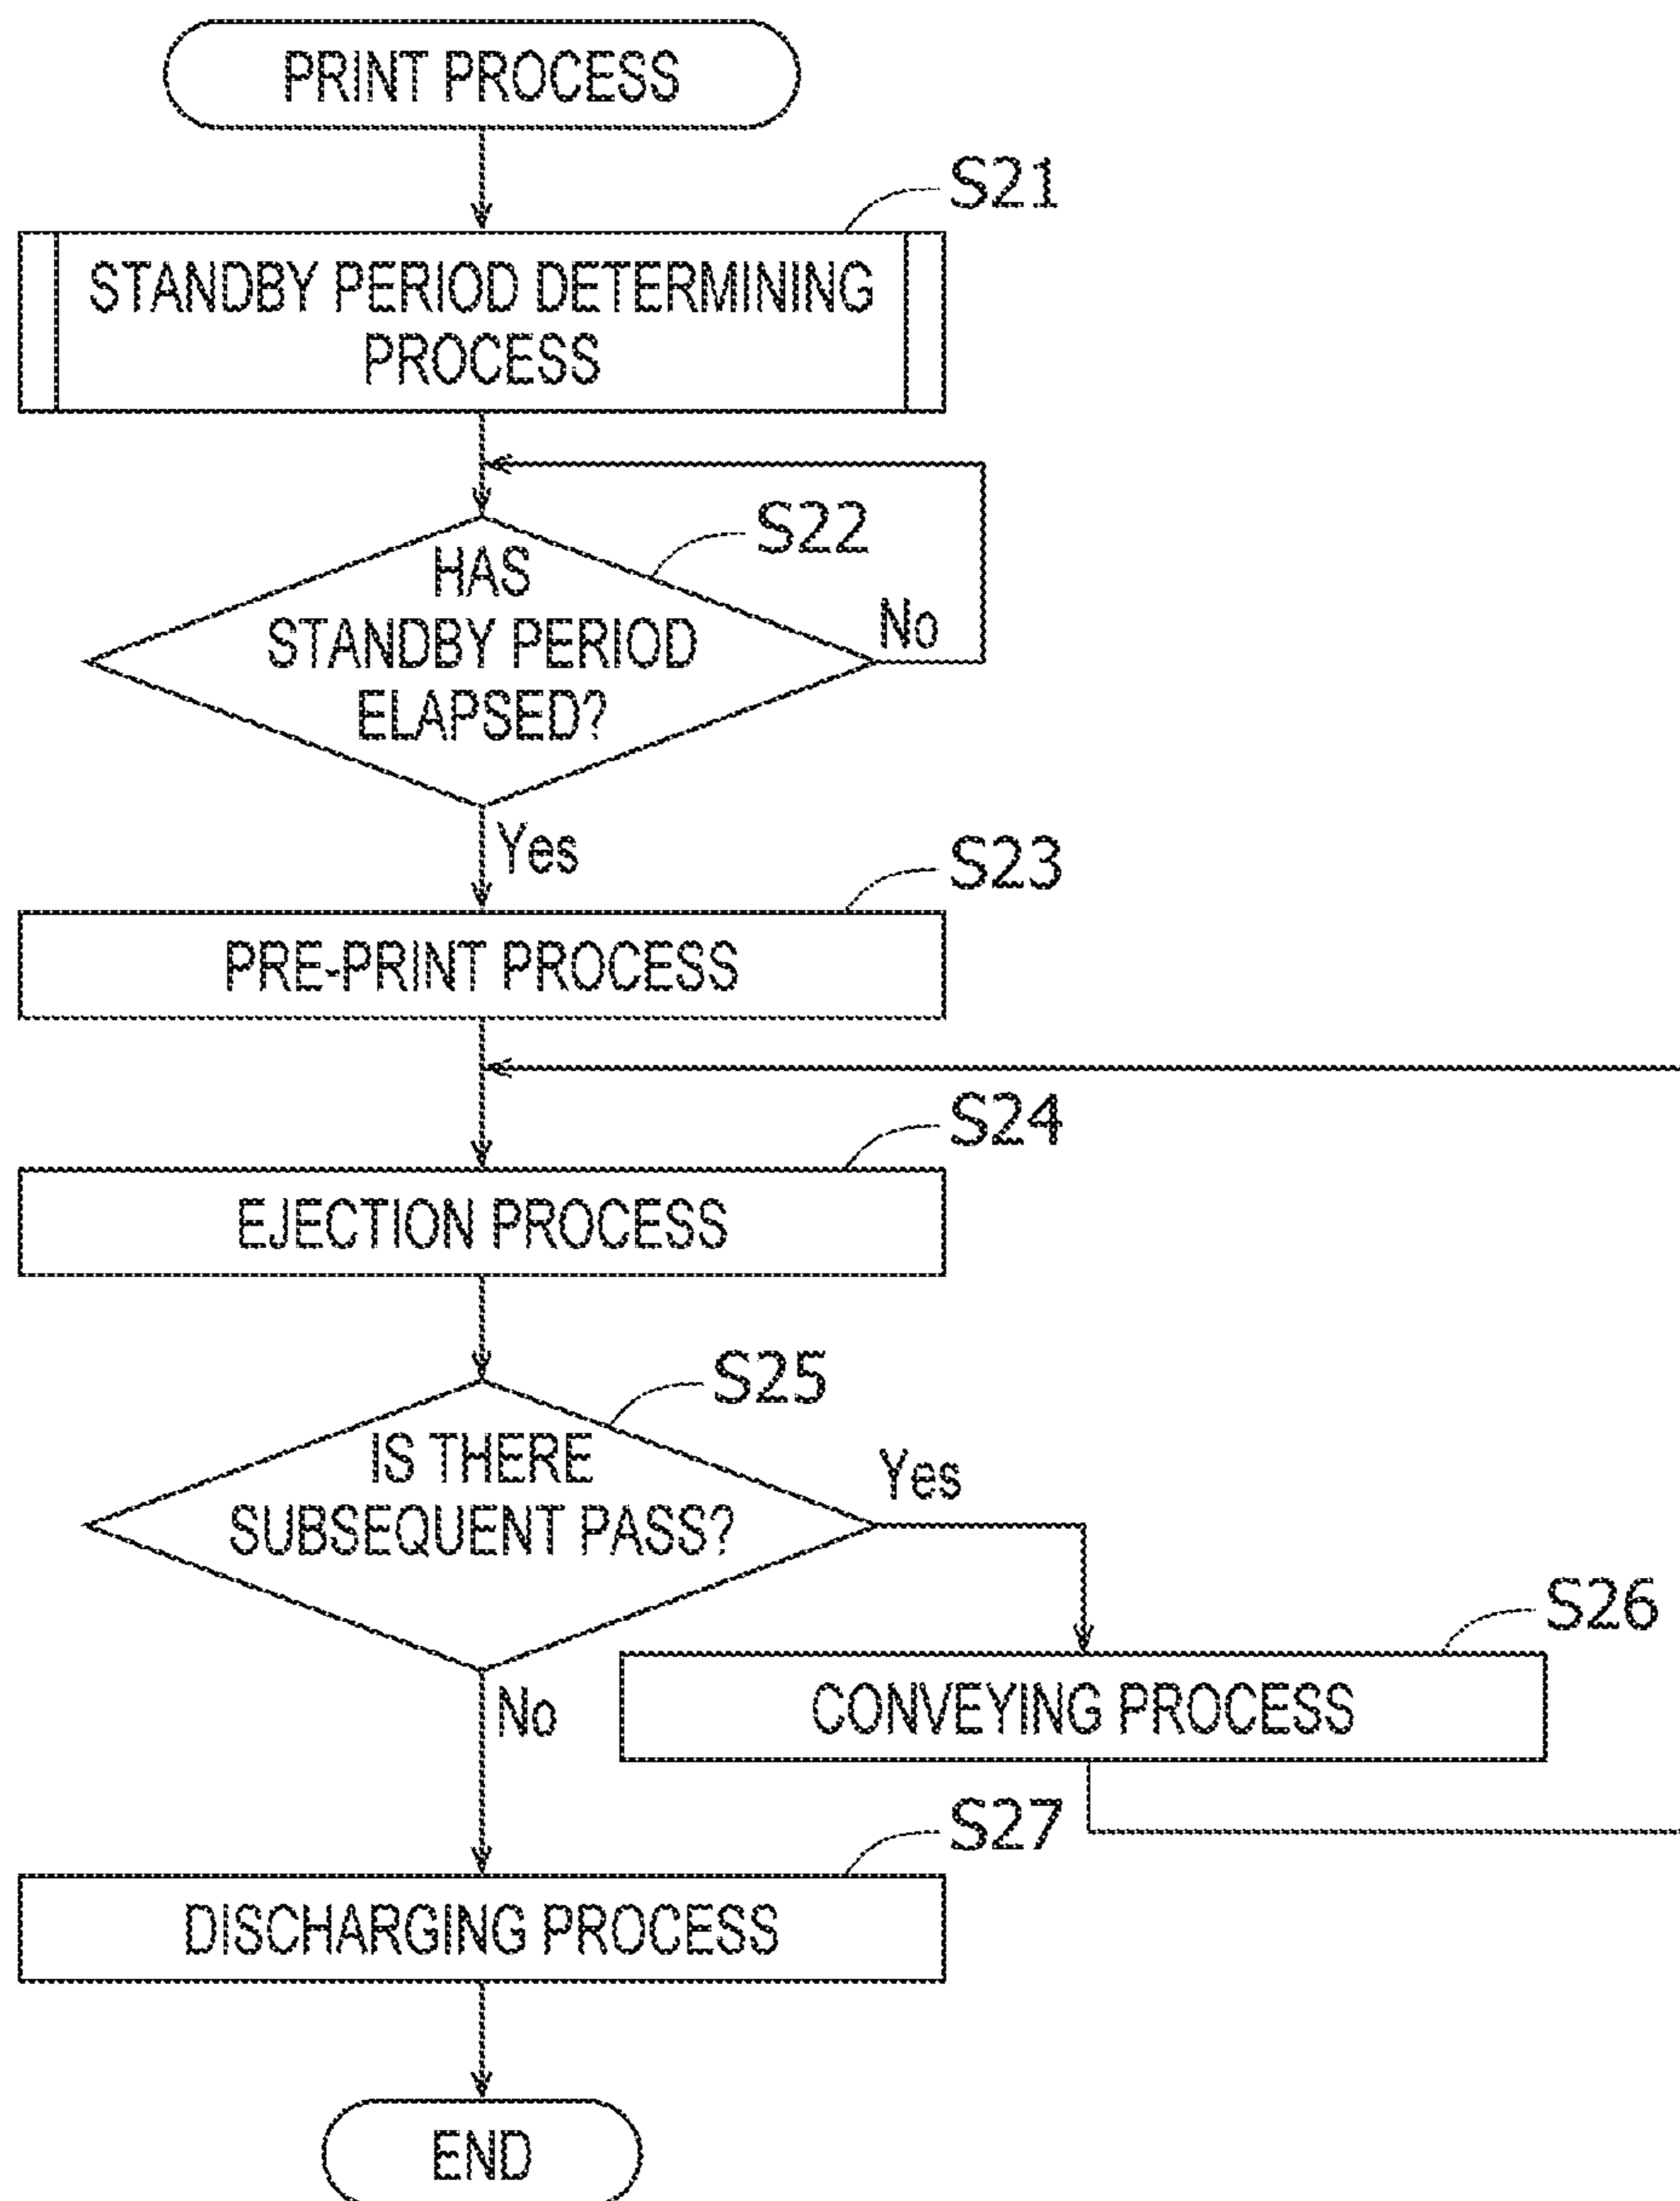 PRINT PROCESS
S21
STANDBY PERIOD DETERMINING
PROCESS
S22
HAS
STANDBY PERIOD
ELAPSED?
No
Yes
S23
PRE-PRINT PROCESS
S24
EJECTION PROCESS
S25
IS THERE
SUBSEQUENT PASS?
Yes
S26
CONVEYING PROCESS
No
S27
DISCHARGING PROCESS
END